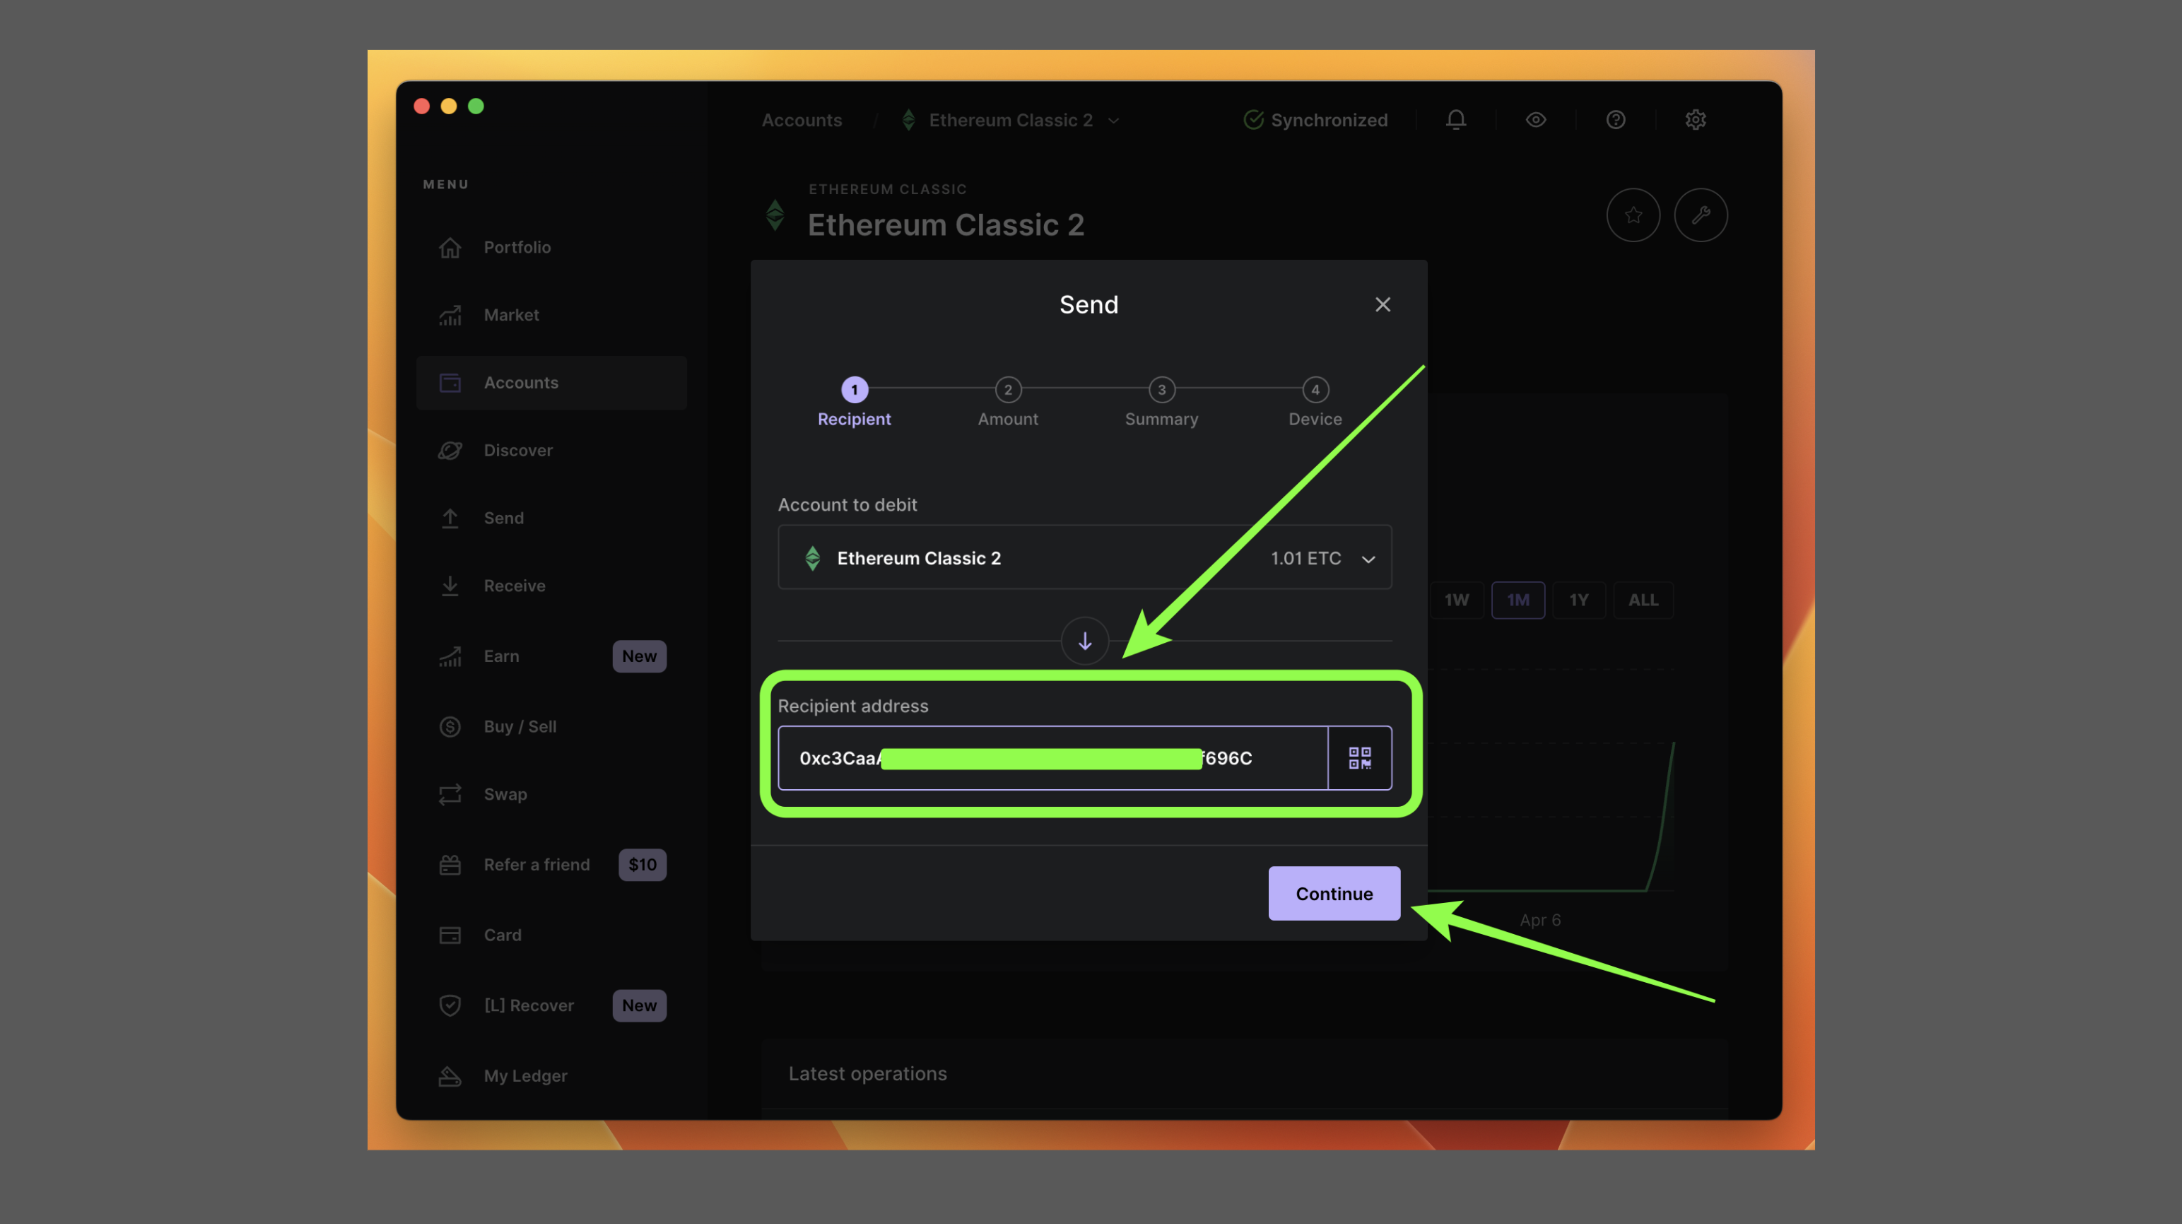 Accounts / Ethereum Classic 2
Synchronized
MENU
Portfolio
Market
Accounts
Discover
Send
Receive
Earn New
Buy / Sell
Swap
Refer a friend $10
Card
[L] Recover New
My Ledger
ETHEREUM CLASSIC
Ethereum Classic 2
Send
1 2 3 4
Recipient Amount Summary Device
Account to debit
Ethereum Classic 2 1.01 ETC
Recipient address
0xc3CaaA f696C
Continue
1W 1M 1Y ALL
Apr 6
Latest operations